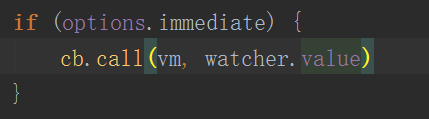 if (options.immediate) {
    cb.call(vm, watcher.value)
}